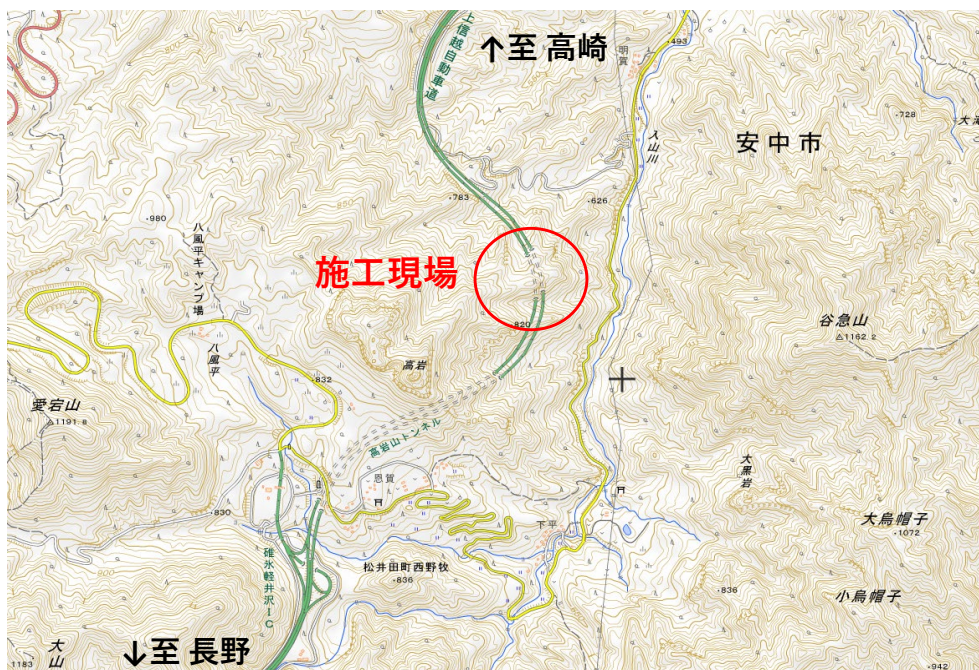 ↑至 高崎
上信越自動車道
明賀
・493
入山川
・728
大滝
安中市
・783
・626
・980
八風平キャンプ場
施工現場
820
谷急山
△1162.2
八風平
・832
高岩
愛宕山
△1191.8
高岩山トンネル
恩賀
大黒岩
・830
下平
大烏帽子
・1072
碓氷軽井沢IC
松井田町西野牧
・836
・836
小烏帽子
↓至 長野
大山
1183
・942